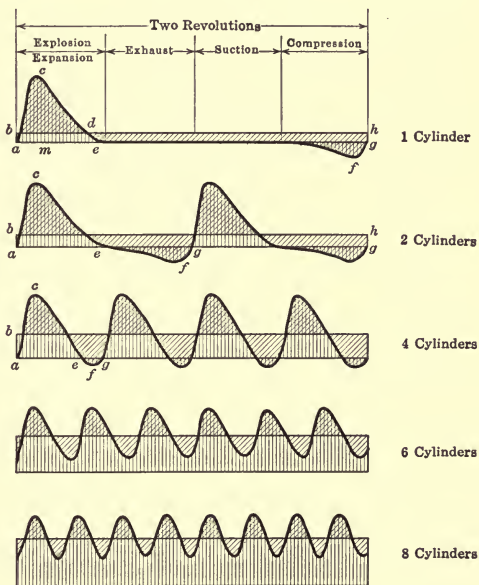 Two Revolutions
Explosion
Expansion
Exhaust
Suction
Compression
c
b
d
h
a
m
e
g
f
1 Cylinder
c
b
h
a
e
g
g
f
2 Cylinders
c
b
a
e
g
f
4 Cylinders
6 Cylinders
8 Cylinders